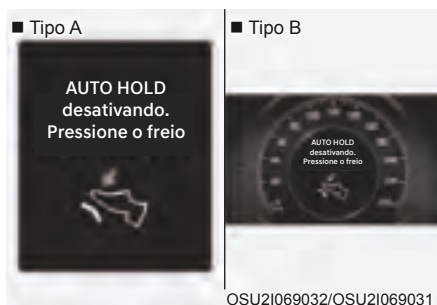 ■ Tipo A
AUTO HOLD
desativando.
Pressione o freio
■ Tipo B
AUTO HOLD
desativando.
Pressione o freio
OSU2I069032/OSU2I069031